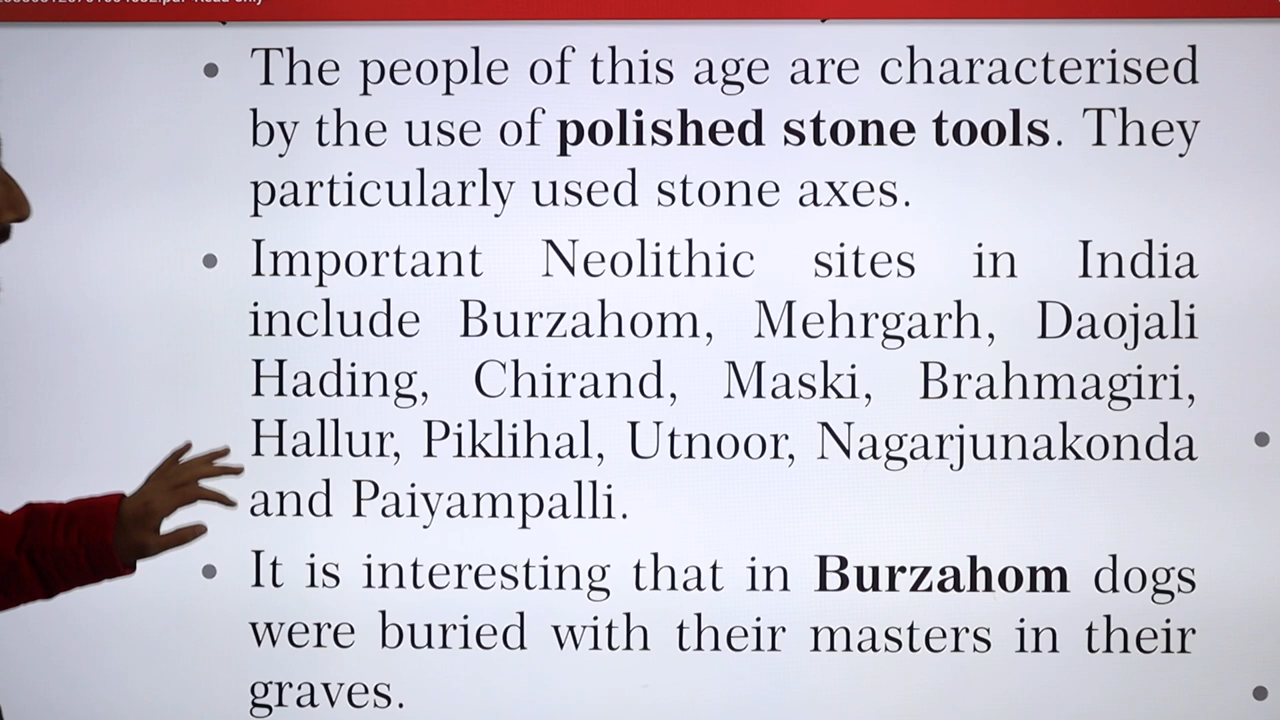 The people of this age are characterised
by the use of polished stone tools. They
particularly used stone axes.
Important Neolithic sites in India
include Burzahom, Mehrgarh, Daojali
Hading, Chirand, Maski, Brahmagiri,
Hallur, Piklihal, Utnoor, Nagarjunakonda
and Paiyampalli.
It is interesting that in Burzahom dogs
were buried with their masters in their
graves.